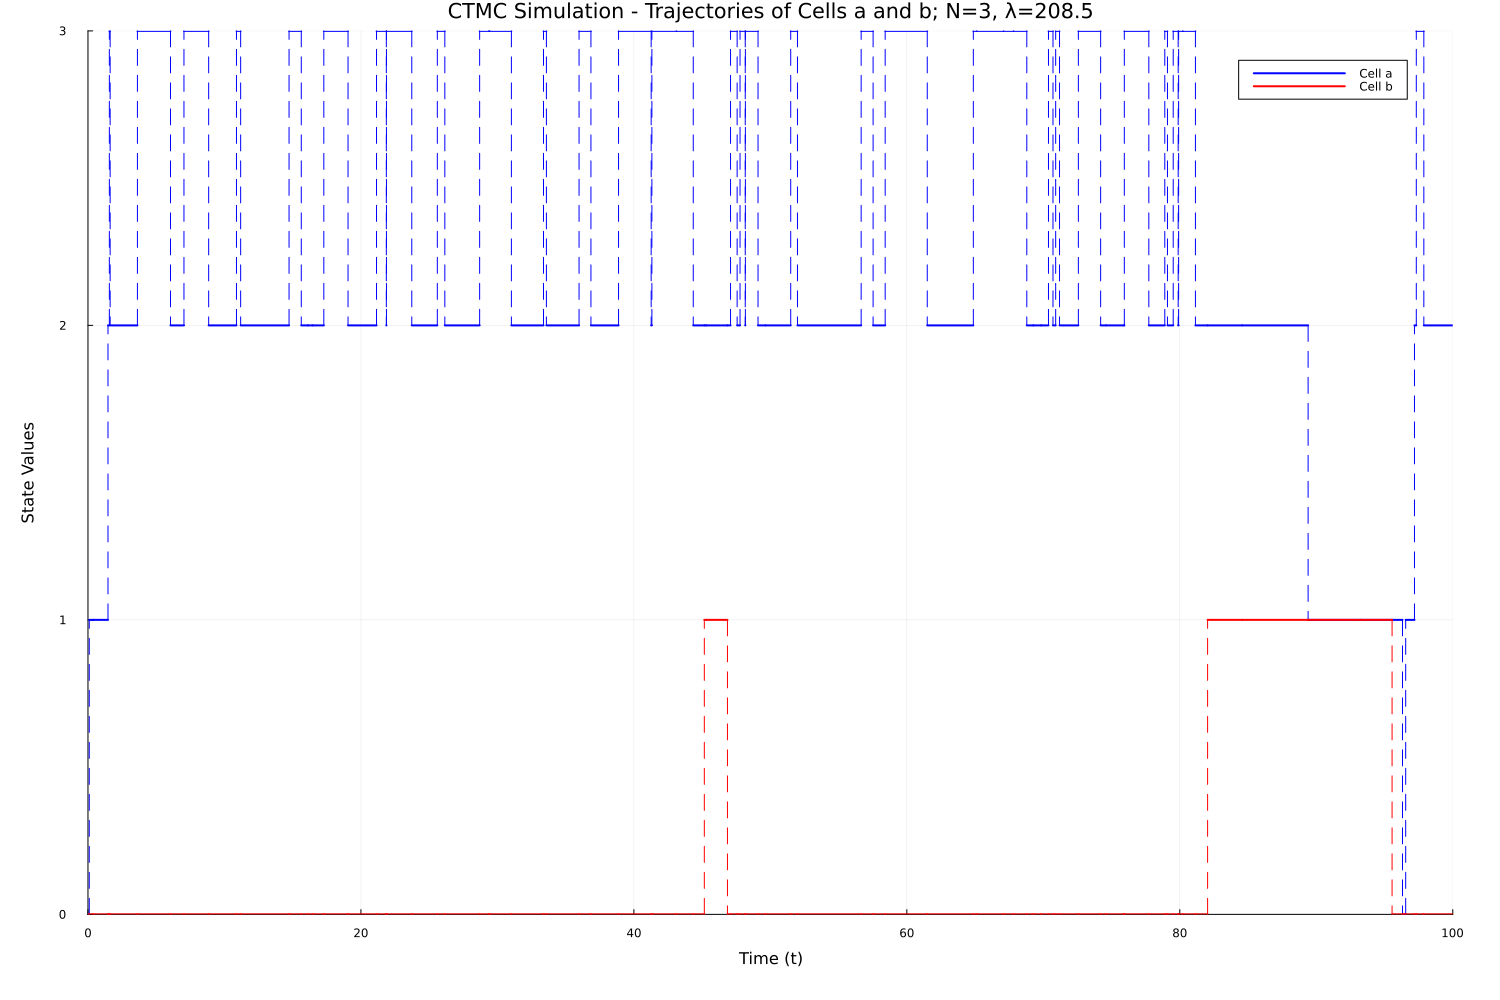 CTMC Simulation - Trajectories of Cells a and b; N=3, λ=208.5
3
Cell a
Cell b
2
State Values
1
0
0 20 40 60 80 100
Time (t)